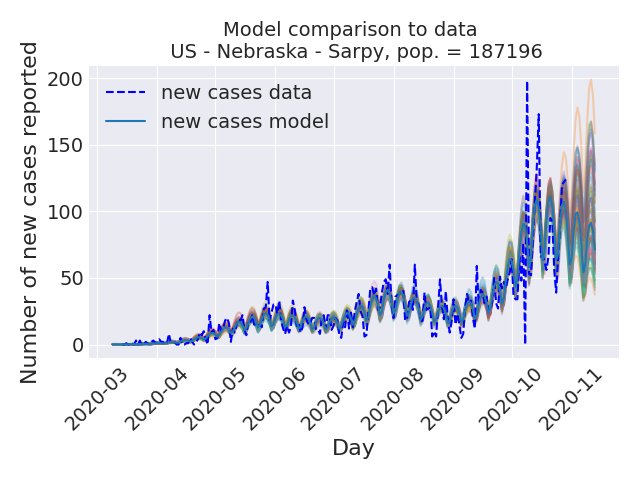 Model comparison to data
US - Nebraska - Sarpy, pop. = 187196
Number of new cases reported
200
150
100
50
0
new cases data
new cases model
2020-03
2020-04
2020-05
2020-06
2020-07
2020-08
2020-09
2020-10
2020-11
Day